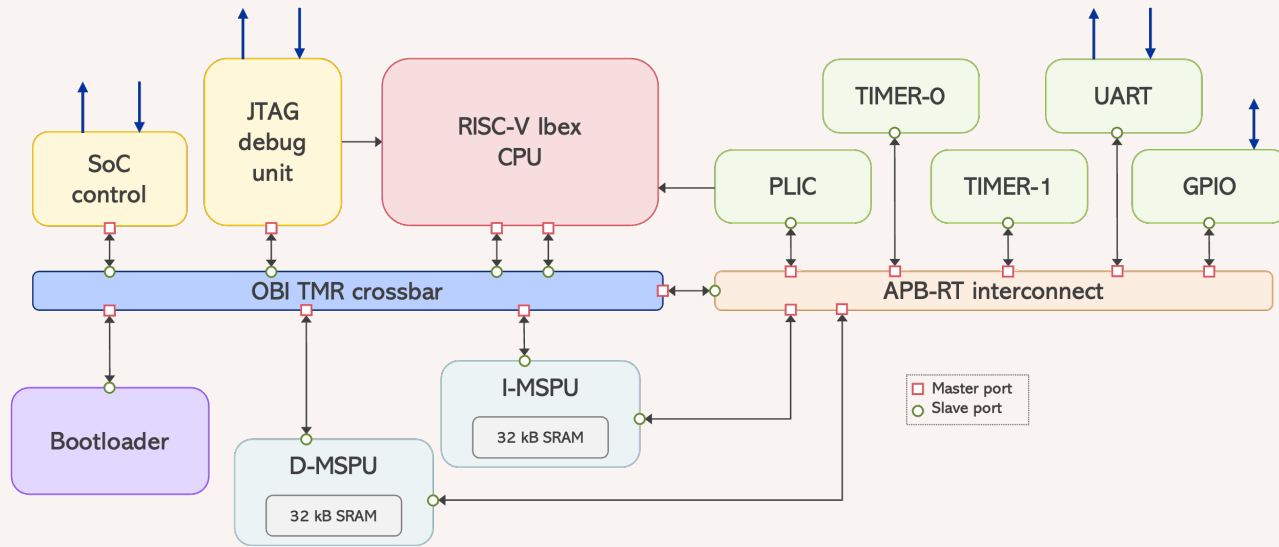 JTAG
debug
unit
RISC-V Ibex
CPU
TIMER-0
UART
SoC
control
PLIC
TIMER-1
GPIO
OBI TMR crossbar
APB-RT interconnect
I-MSPU
32 kB SRAM
Master port
Slave port
Bootloader
D-MSPU
32 kB SRAM